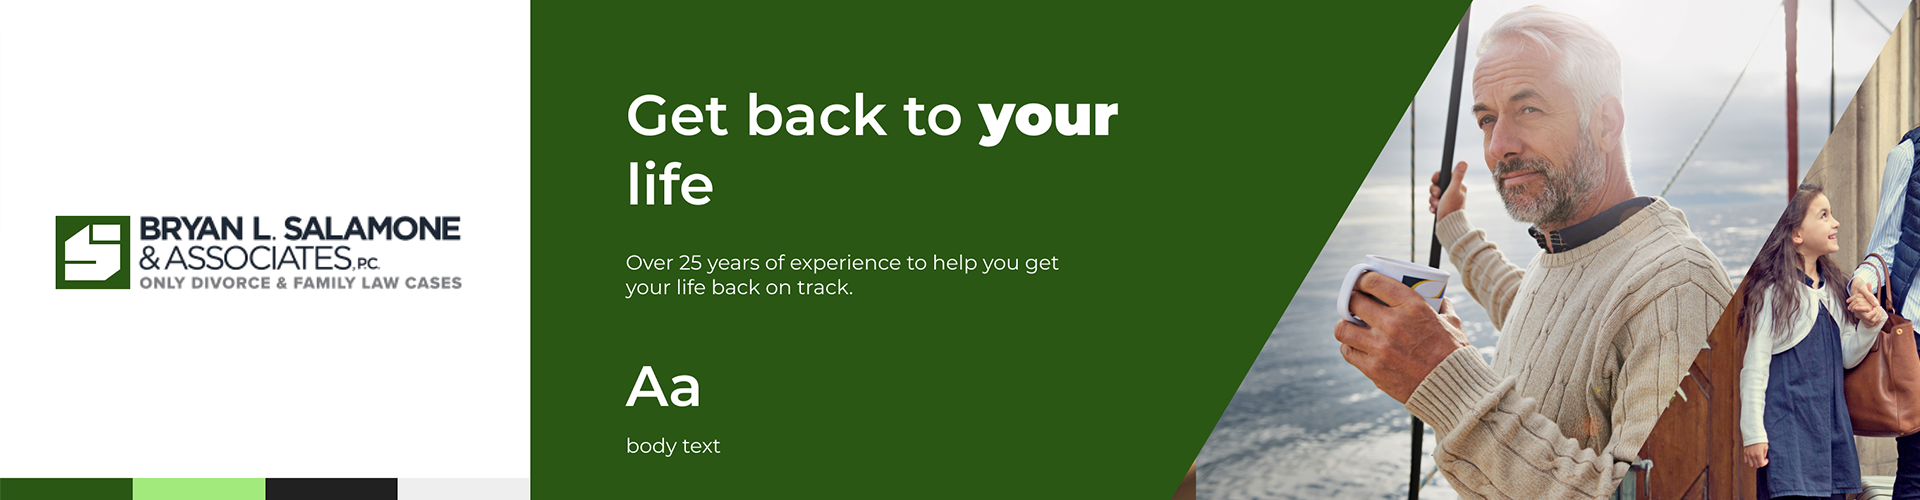 BRYAN L. SALAMONE
& ASSOCIATES, P.C.
ONLY DIVORCE & FAMILY LAW CASES
Get back to your
life
Over 25 years of experience to help you get
your life back on track.
Aa
body text